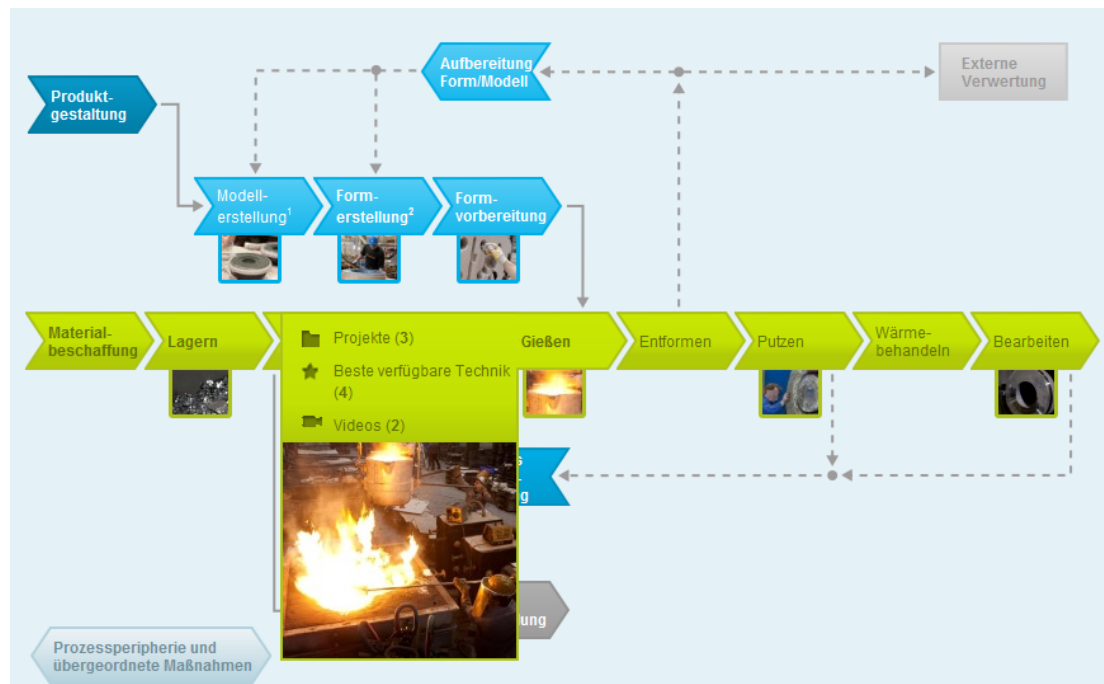 Aufbereitung
Form/Modell
Externe
Verwertung
Produkt-
gestaltung
Modell-
erstellung¹
Form-
erstellung²
Form-
vorbereitung
Material-
beschaffung
Lagern
Projekte (3)
Beste verfügbare Technik
(4)
Videos (2)
Gießen
Entformen
Putzen
Wärme-
behandeln
Bearbeiten
Prozessperipherie und
übergeordnete Maßnahmen